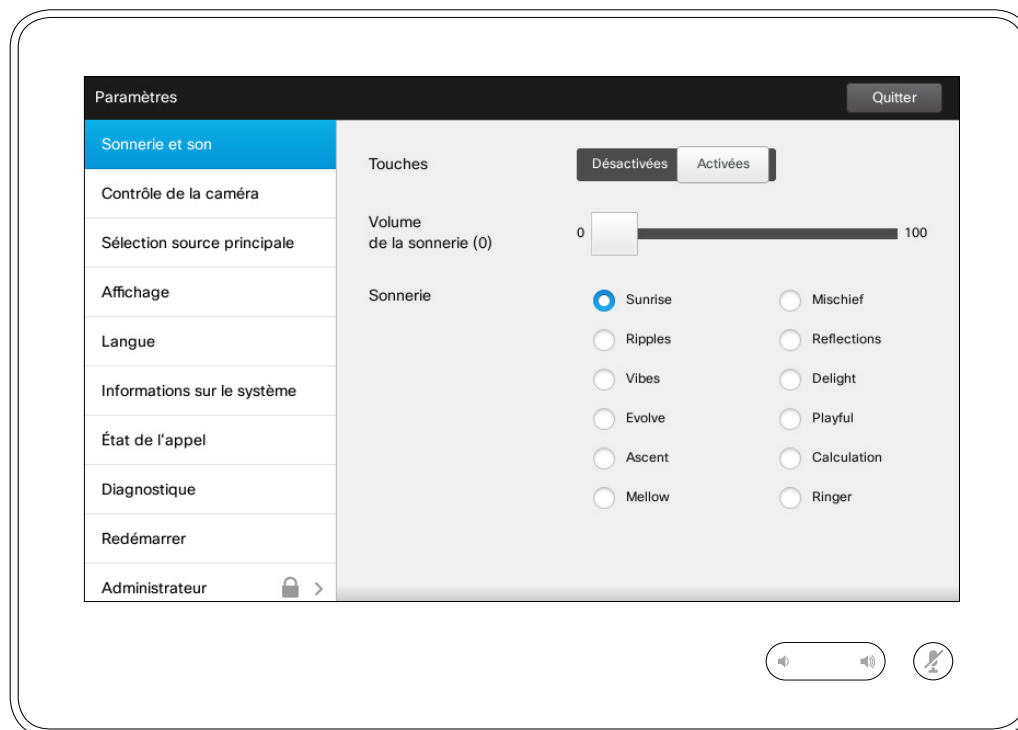 Paramètres
Quitter
Sonnerie et son
Contrôle de la caméra
Sélection source principale
Affichage
Langue
Informations sur le système
État de l'appel
Diagnostique
Redémarrer
Administrateur
Touches
Désactivées Activées
Volume
de la sonnerie (0)
0 100
Sonnerie
Sunrise Mischief
Ripples Reflections
Vibes Delight
Evolve Playful
Ascent Calculation
Mellow Ringer